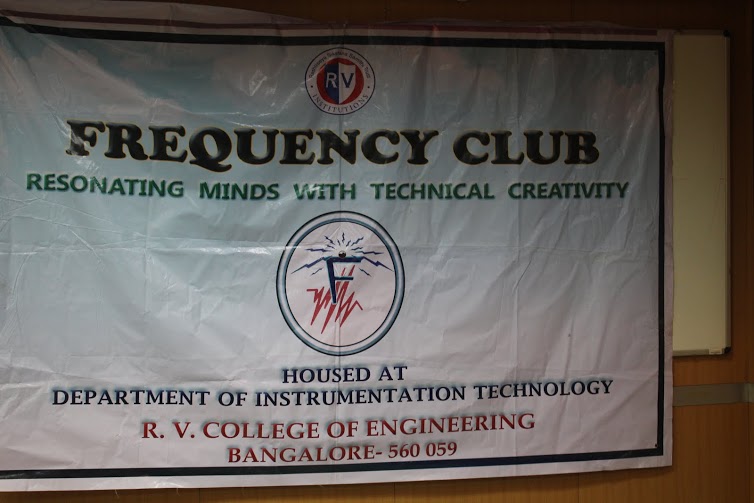 RV
INSTITUTIONS
FREQUENCY CLUB
RESONATING MINDS WITH TECHNICAL CREATIVITY
F
HOUSED AT
DEPARTMENT OF INSTRUMENTATION TECHNOLOGY
R. V. COLLEGE OF ENGINEERING
BANGALORE- 560 059